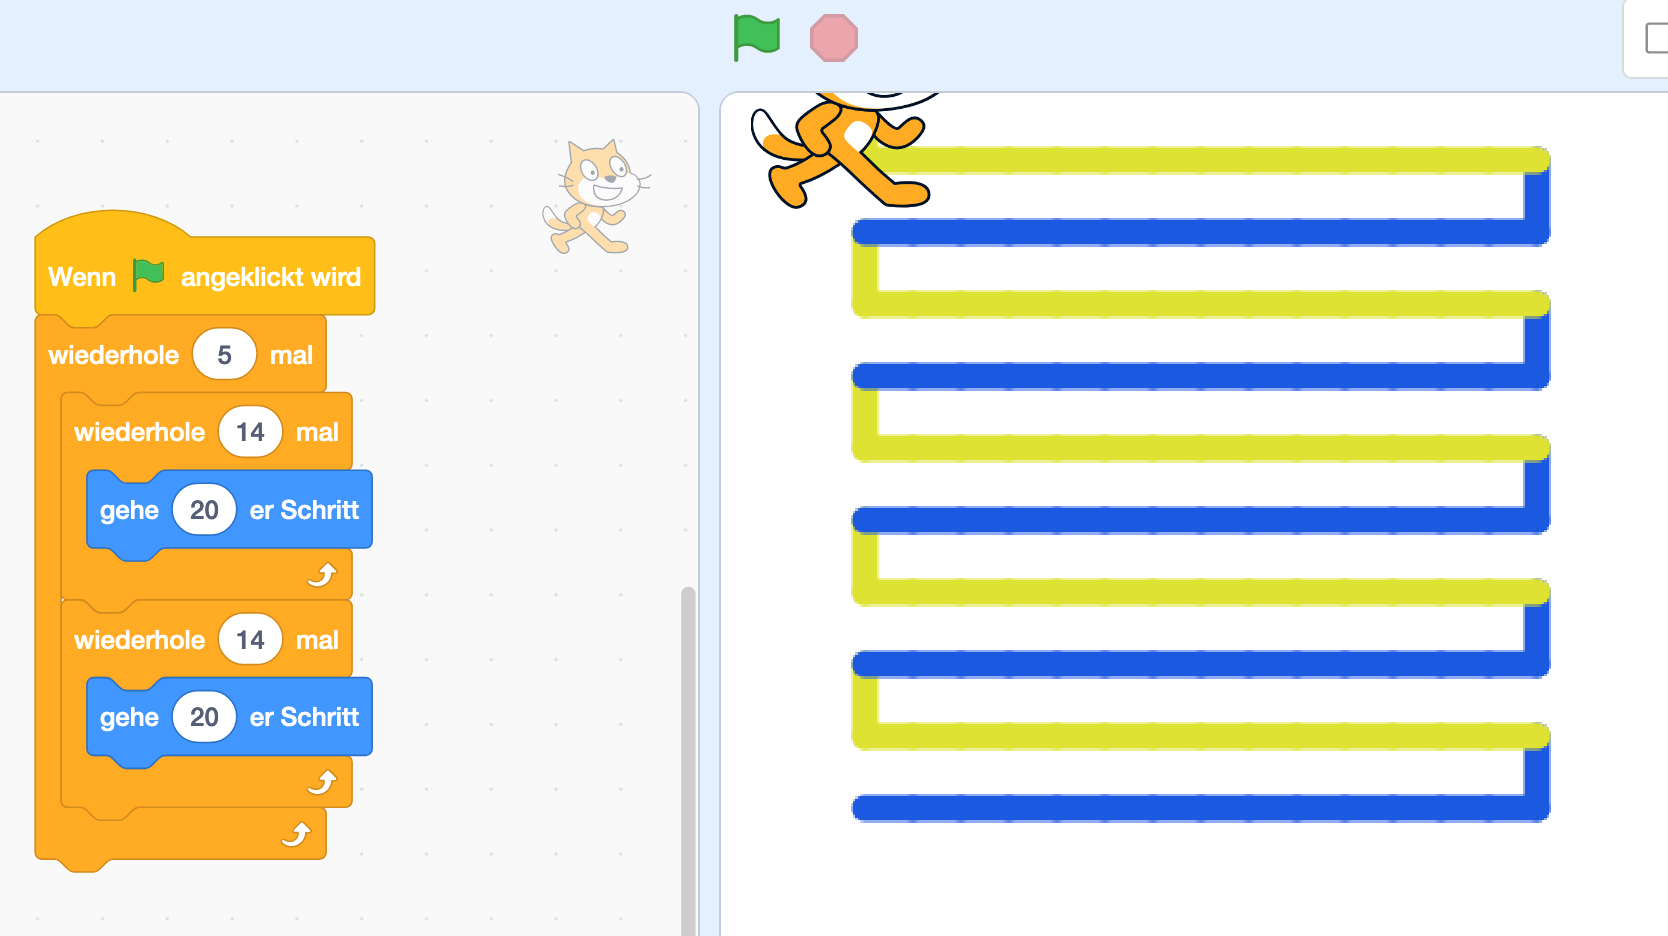 Wenn angeklickt wird
wiederhole 5 mal
wiederhole 14 mal
gehe 20 er Schritt
wiederhole 14 mal
gehe 20 er Schritt